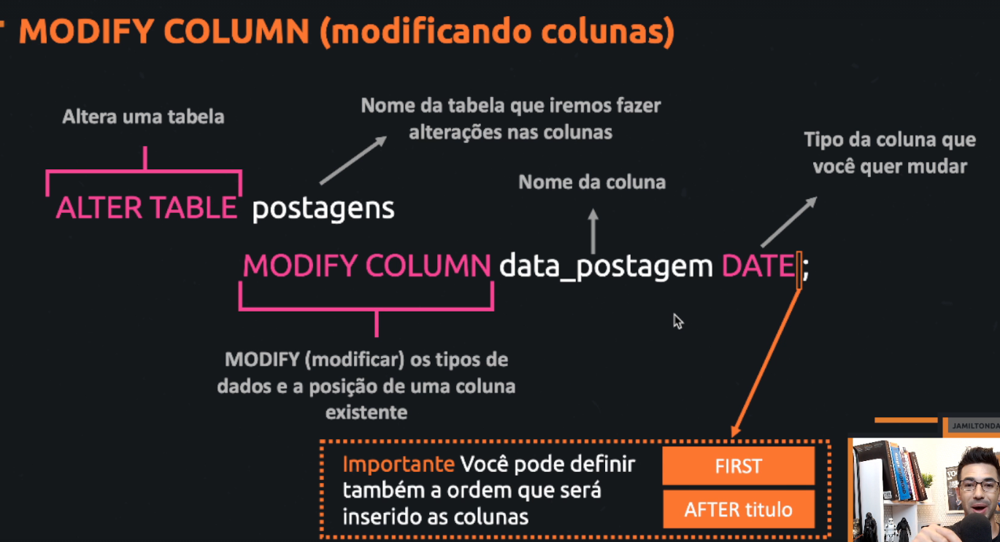 MODIFY COLUMN (modificando colunas)
Altera uma tabela
Nome da tabela que iremos fazer
alterações nas colunas
Tipo da coluna que
você quer mudar
Nome da coluna
ALTER TABLE postagens
MODIFY COLUMN data_postagem DATE ;
MODIFY (modificar) os tipos de
dados e a posição de uma coluna
existente
Importante Você pode definir
também a ordem que será
inserido as colunas
FIRST
AFTER titulo
JAMILTONDA